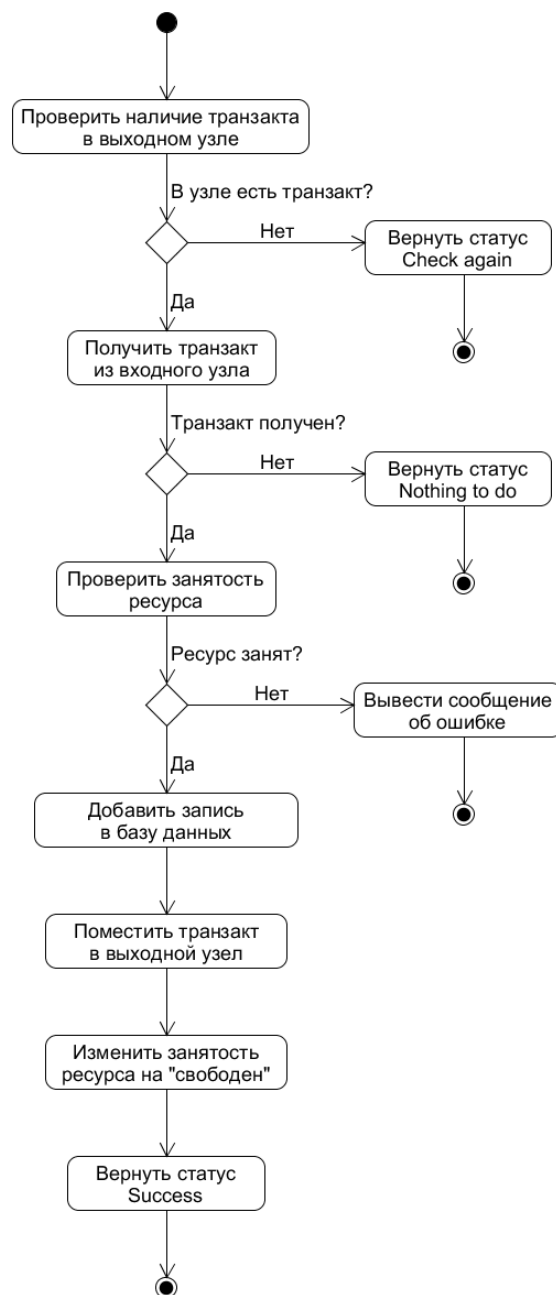 Проверить наличие транзакта
в выходном узле
В узле есть транзакт?
Нет
Вернуть статус
Check again
Да
Получить транзакт
из входного узла
Транзакт получен?
Нет
Вернуть статус
Nothing to do
Да
Проверить занятость
ресурса
Ресурс занят?
Нет
Вывести сообщение
об ошибке
Да
Добавить запись
в базу данных
Поместить транзакт
в выходной узел
Изменить занятость
ресурса на "свободен"
Вернуть статус
Success